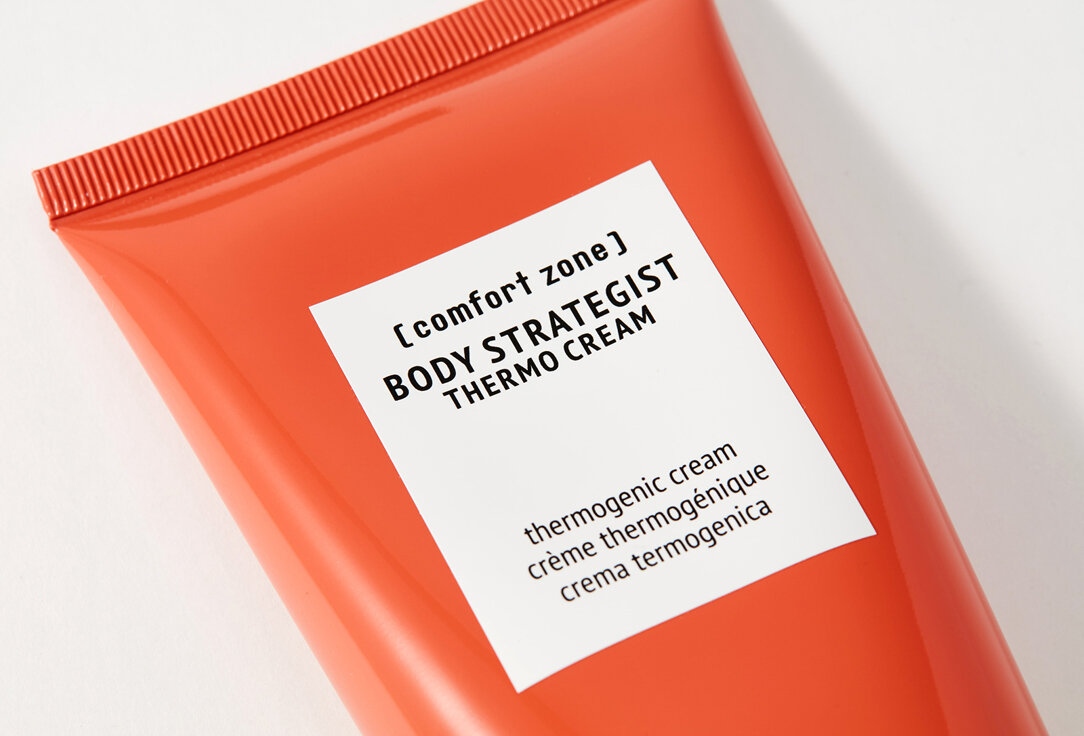 [comfort zone]
BODY STRATEGIST
THERMO CREAM
thermogenic cream
crème thermogénique
crema termogenica